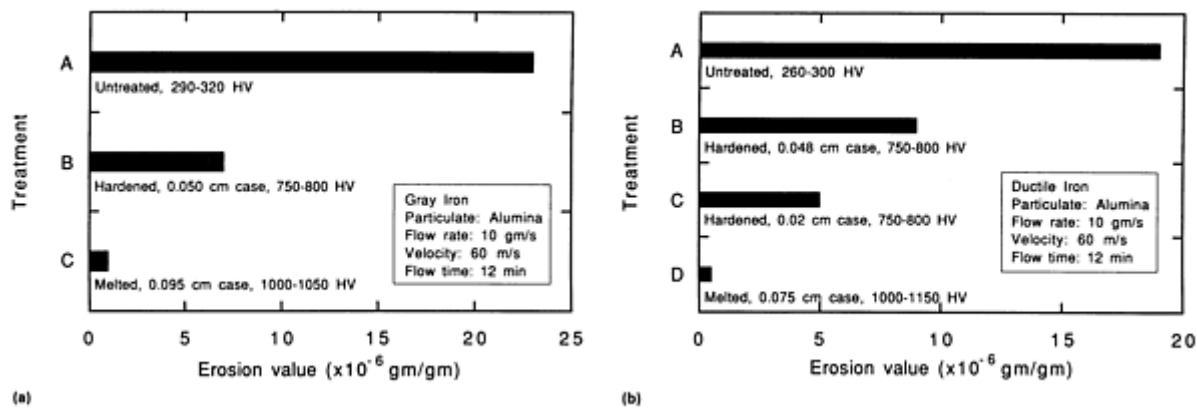 Treatment
A
Untreated, 290-320 HV
B
Hardened, 0.050 cm case, 750-800 HV
C
Melted, 0.095 cm case, 1000-1050 HV
Gray Iron
Particulate: Alumina
Flow rate: 10 gm/s
Velocity: 60 m/s
Flow time: 12 min
0 5 10 15 20 25
Erosion value (x10⁻⁶ gm/gm)
(a)
Treatment
A
Untreated, 260-300 HV
B
Hardened, 0.048 cm case, 750-800 HV
C
Hardened, 0.02 cm case, 750-800 HV
D
Melted, 0.075 cm case, 1000-1150 HV
Ductile Iron
Particulate: Alumina
Flow rate: 10 gm/s
Velocity: 60 m/s
Flow time: 12 min
0 5 10 15 20
Erosion value (x10⁻⁶ gm/gm)
(b)